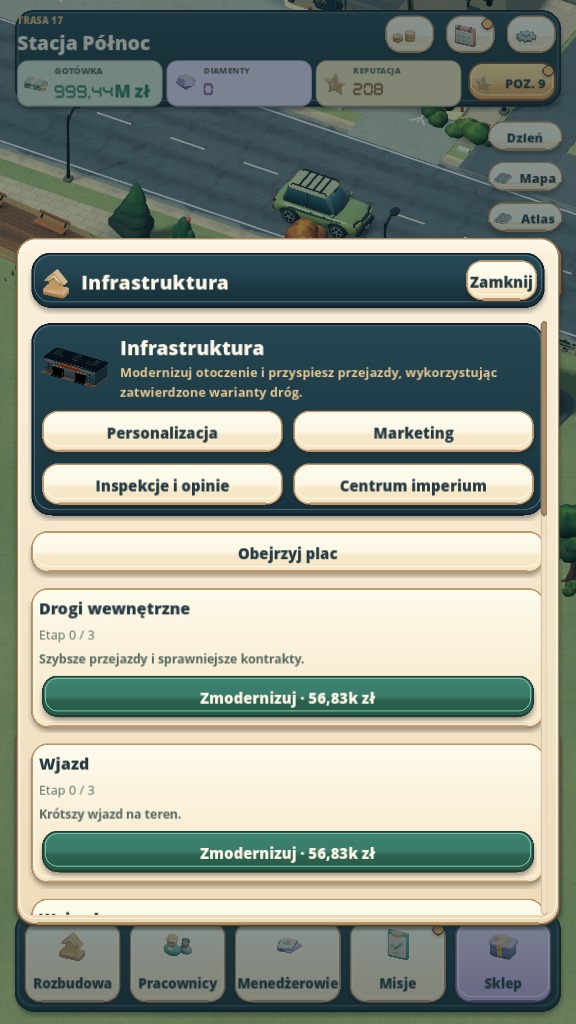 TRASA 17
Stacja Północ
GOTÓWKA
999,44M zł
DIAMENTY
0
REPUTACJA
208
POZ. 9
Dzień
Mapa
Atlas
Infrastruktura
Zamknij
Infrastruktura
Modernizuj otoczenie i przyspiesz przejazdy, wykorzystując
zatwierdzone warianty dróg.
Personalizacja
Marketing
Inspekcje i opinie
Centrum imperium
Obejrzyj plac
Drogi wewnętrzne
Etap 0 / 3
Szybsze przejazdy i sprawniejsze kontrakty.
Zmodernizuj · 56,83k zł
Wjazd
Etap 0 / 3
Krótszy wjazd na teren.
Zmodernizuj · 56,83k zł
Rozbudowa
Pracownicy
Menedżerowie
Misje
Sklep